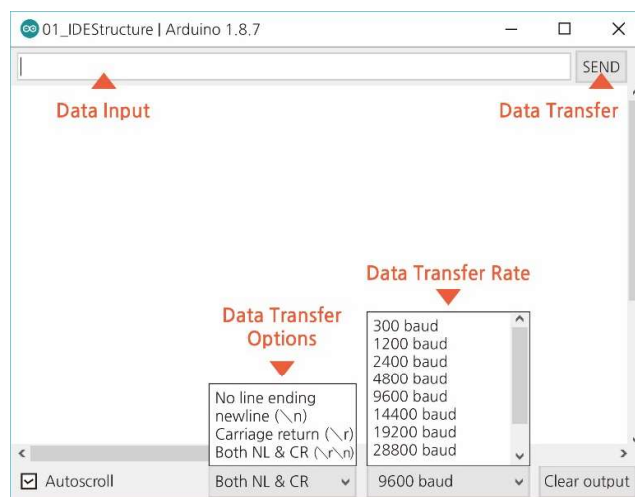 01_IDEStructure | Arduino 1.8.7
SEND
Data Input
Data Transfer
Data Transfer Rate
300 baud
1200 baud
2400 baud
4800 baud
9600 baud
14400 baud
19200 baud
28800 baud
Data Transfer
Options
No line ending
newline (\n)
Carriage return (\r)
Both NL & CR (\r\n)
Autoscroll
Both NL & CR
9600 baud
Clear output